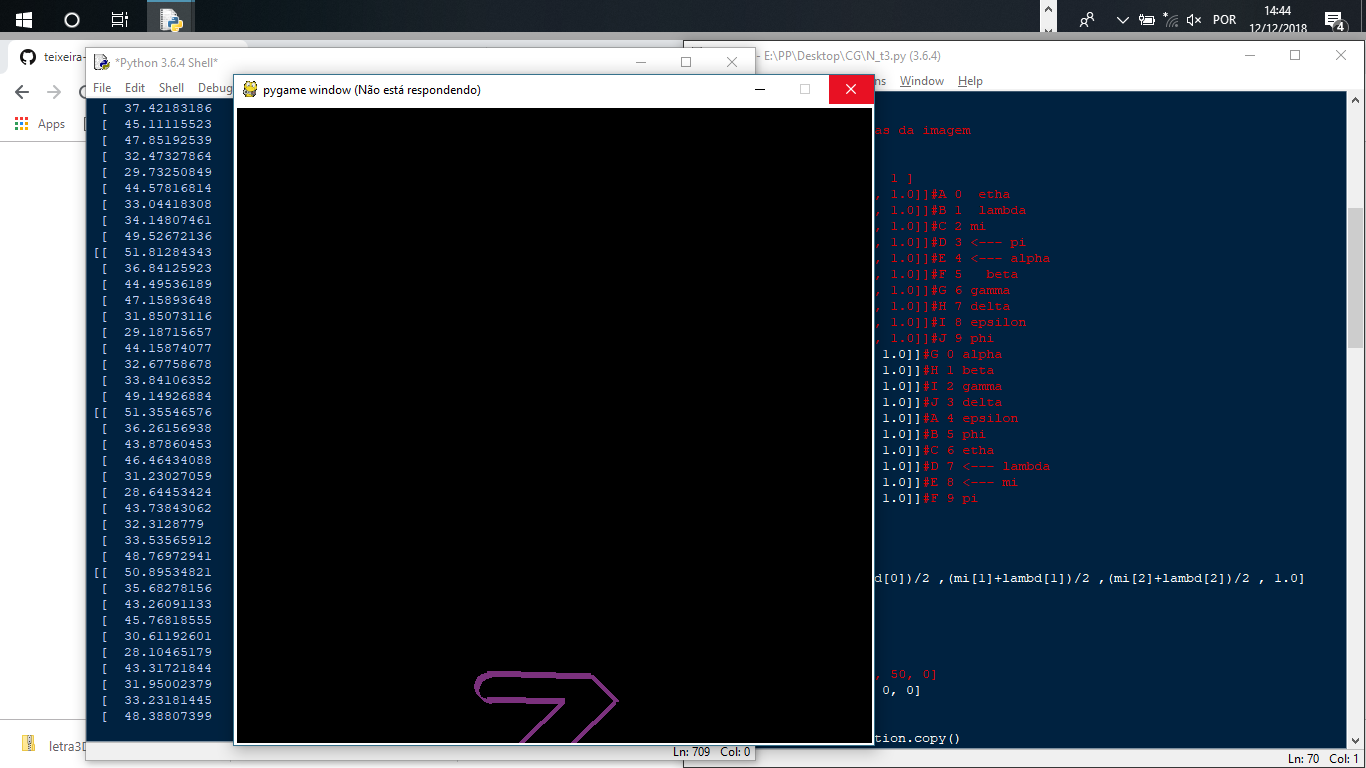 POR
14:44
12/12/2018
4
teixeira-
Apps
letra3D
*Python 3.6.4 Shell*
File Edit Shell Debug
[ 37.42183186
[ 45.11115523
[ 47.85192539
[ 32.47327864
[ 29.73250849
[ 44.57816814
[ 33.04418308
[ 34.14807461
[ 49.52672136
[[ 51.81284343
[ 36.84125923
[ 44.49536189
[ 47.15893648
[ 31.85073116
[ 29.18715657
[ 44.15874077
[ 32.67758678
[ 33.84106352
[ 49.14926884
[[ 51.35546576
[ 36.26156938
[ 43.87860453
[ 46.46434088
[ 31.23027059
[ 28.64453424
[ 43.73843062
[ 32.3128779
[ 33.53565912
[ 48.76972941
[[ 50.89534821
[ 35.68278156
[ 43.26091133
[ 45.76818555
[ 30.61192601
[ 28.10465179
[ 43.31721844
[ 31.95002379
[ 33.23181445
[ 48.38807399
Ln: 709 Col: 0
pygame window (Não está respondendo)
- E:\PP\Desktop\CG\N_t3.py (3.6.4)
ns Window Help
as da imagem
1 ]
, 1.0]]#A 0 etha
, 1.0]]#B 1 lambda
, 1.0]]#C 2 mi
, 1.0]]#D 3 <--- pi
, 1.0]]#E 4 <--- alpha
, 1.0]]#F 5 beta
, 1.0]]#G 6 gamma
, 1.0]]#H 7 delta
, 1.0]]#I 8 epsilon
, 1.0]]#J 9 phi
1.0]]#G 0 alpha
1.0]]#H 1 beta
1.0]]#I 2 gamma
1.0]]#J 3 delta
1.0]]#A 4 epsilon
1.0]]#B 5 phi
1.0]]#C 6 etha
1.0]]#D 7 <--- lambda
1.0]]#E 8 <--- mi
1.0]]#F 9 pi
d[0])/2 ,(mi[1]+lambd[1])/2 ,(mi[2]+lambd[2])/2 , 1.0]
, 50, 0]
0, 0]
tion.copy()
Ln: 70 Col: 1